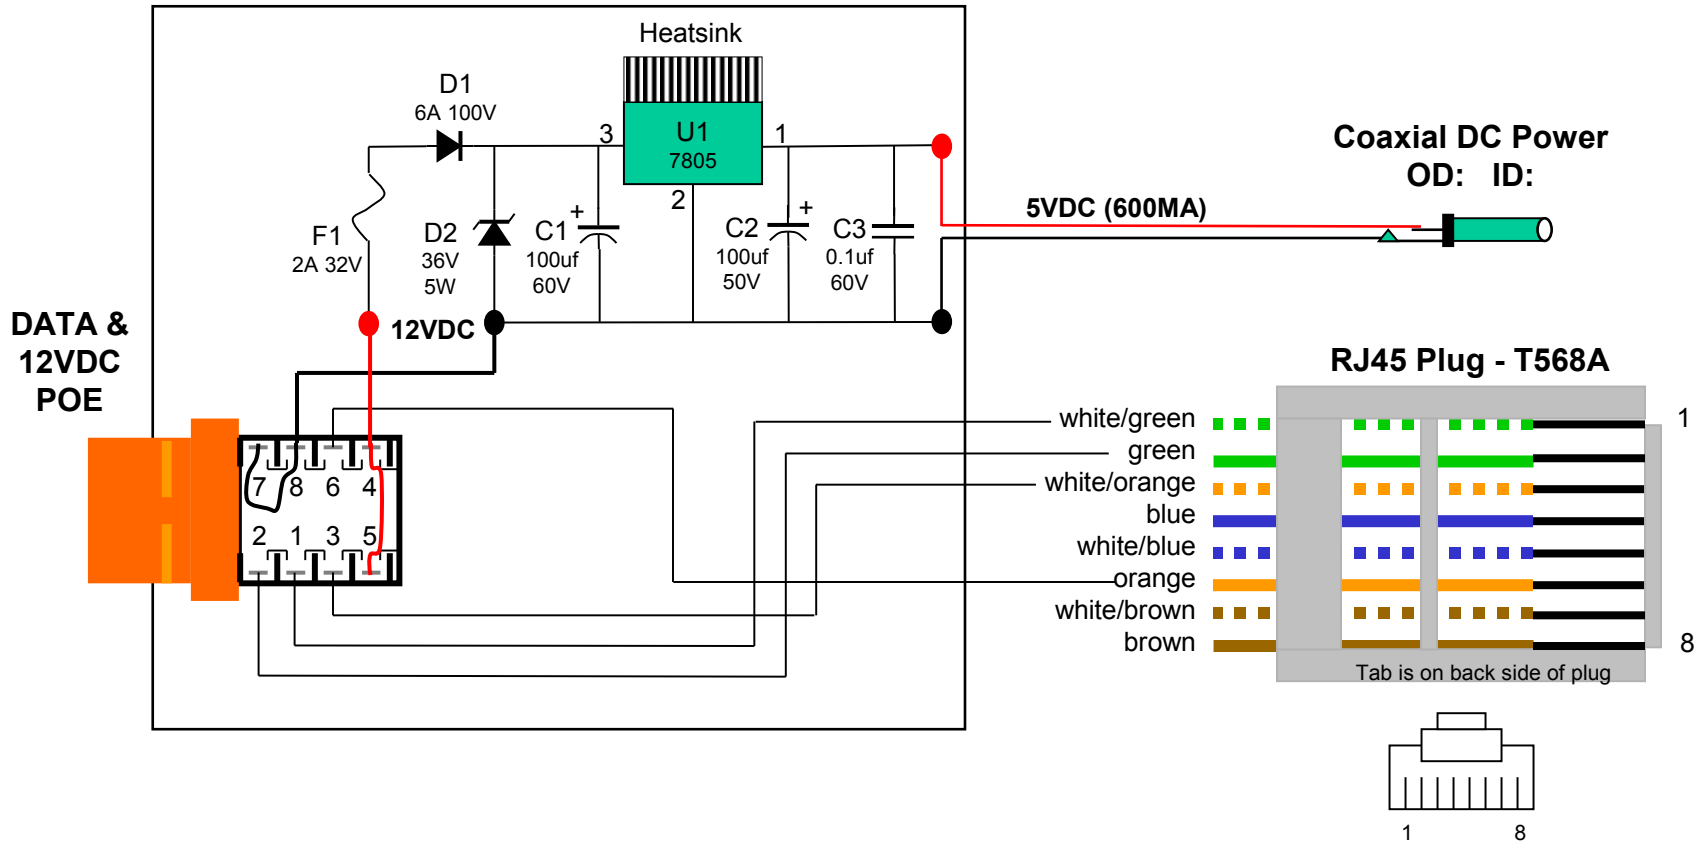 Heatsink
D1
6A 100V
3
U1
7805
1
2
+
+
F1
2A 32V
D2
36V
5W
C1
100uf
60V
C2
100uf
50V
C3
0.1uf
60V
12VDC
5VDC (600MA)
Coaxial DC Power
OD: ID:
DATA &
12VDC
POE
7 8 6 4
2 1 3 5
RJ45 Plug - T568A
white/green
green
white/orange
blue
white/blue
orange
white/brown
brown
1
8
Tab is on back side of plug
1 8